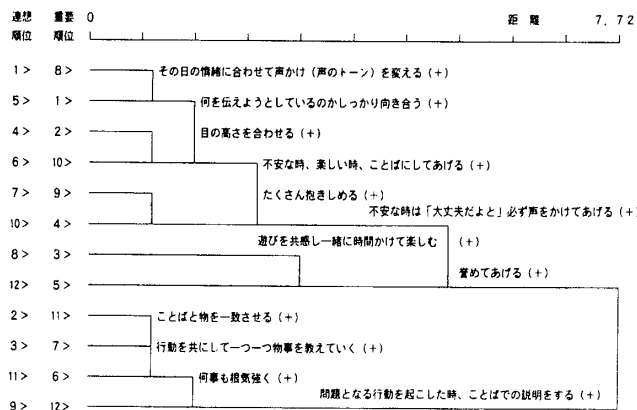 連想 重要 0 距離 7.72
順位 順位
1> 8> その日の情緒に合わせて声かけ（声のトーン）を変える（+）
5> 1> 何を伝えようとしているのかしっかり向き合う（+）
4> 2> 目の高さを合わせる（+）
6> 10> 不安な時、楽しい時、ことばにしてあげる（+）
7> 9> たくさん抱きしめる（+）
10> 4> 不安な時は「大丈夫だよと」必ず声をかけてあげる（+）
8> 3> 遊びを共感し一緒に時間かけて楽しむ （+）
12> 5> 誉めてあげる（+）
2> 11> ことばと物を一致させる（+）
3> 7> 行動を共にして一つ一つ物事を教えていく（+）
11> 6> 何事も根気強く（+）
9> 12> 問題となる行動を起こした時、ことばでの説明をする（+）